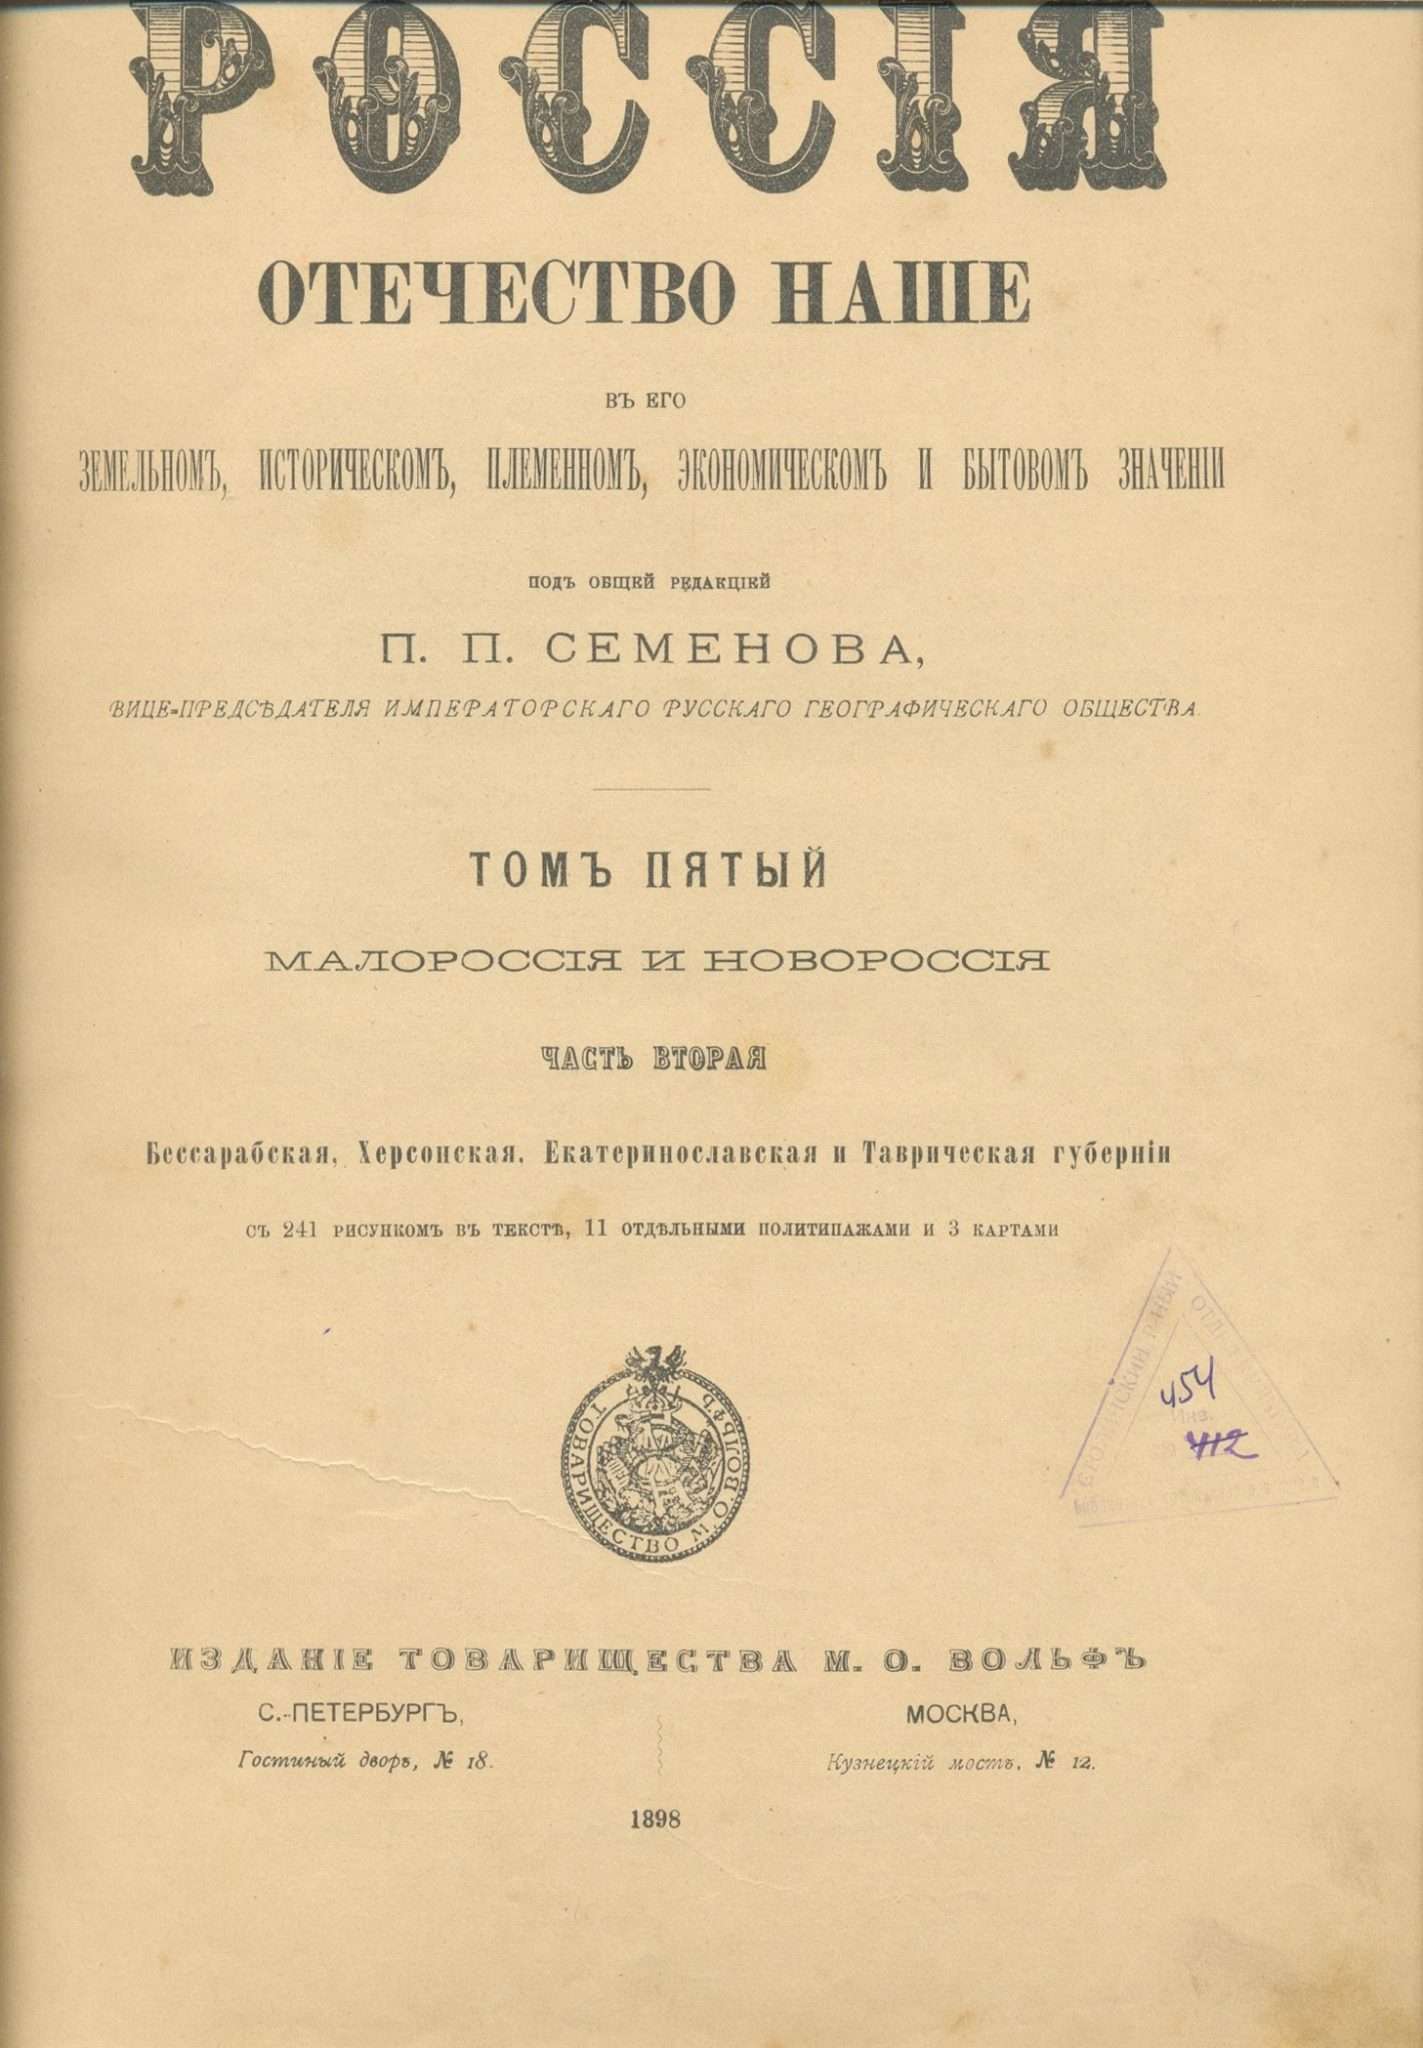 РОССІЯ
ОТЕЧЕСТВО НАШЕ
ВЪ ЕГО
ЗЕМЕЛЬНОМЪ, ИСТОРИЧЕСКОМЪ, ПЛЕМЕННОМЪ, ЭКОНОМИЧЕСКОМЪ И БЫТОВОМЪ ЗНАЧЕНІИ
ПОДЪ ОБЩЕЙ РЕДАКЦІЕЙ
П. П. СЕМЕНОВА,
ВИЦЕ-ПРЕДСѢДАТЕЛЯ ИМПЕРАТОРСКАГО РУССКАГО ГЕОГРАФИЧЕСКАГО ОБЩЕСТВА.
ТОМЪ ПЯТЫЙ
МАЛОРОССІЯ И НОВОРОССІЯ
ЧАСТЬ ВТОРАЯ
Бессарабская, Херсонская, Екатеринославская и Таврическая губерніи
СЪ 241 РИСУНКОМЪ ВЪ ТЕКСТѢ, 11 ОТДѢЛЬНЫМИ ПОЛИТИПАЖАМИ И 3 КАРТАМИ
454
Инв.
412
ТОВАРИЩЕСТВО М. О. ВОЛЬФЪ
ИЗДАНІЕ ТОВАРИЩЕСТВА М. О. ВОЛЬФЪ
С.-ПЕТЕРБУРГЪ,
МОСКВА,
Гостиный дворъ, № 18.
Кузнецкій мостъ, № 12.
1898